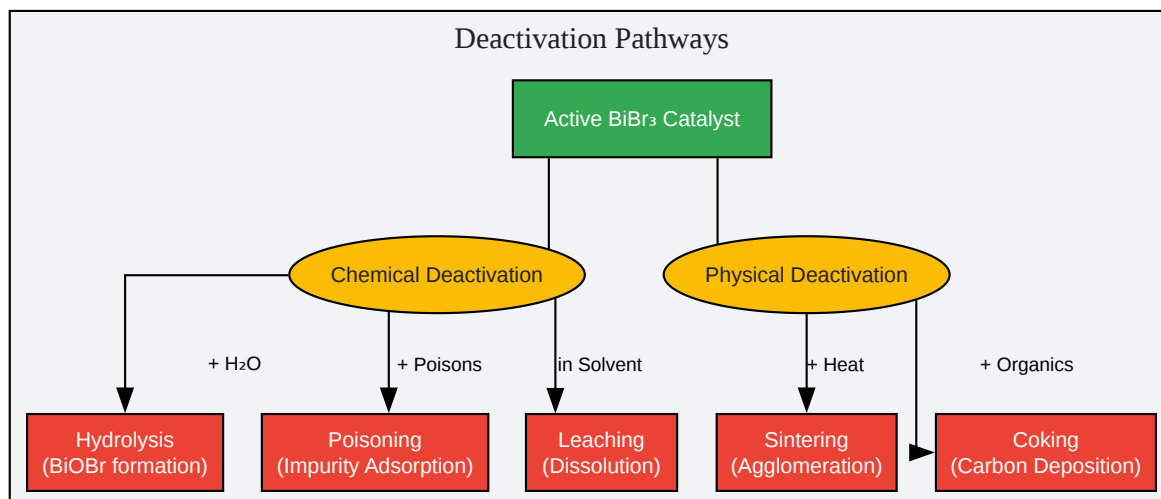 Deactivation Pathways
Active BiBr₃ Catalyst
Chemical Deactivation
Physical Deactivation
+ H₂O
+ Poisons
in Solvent
+ Heat
+ Organics
Hydrolysis
(BiOBr formation)
Poisoning
(Impurity Adsorption)
Leaching
(Dissolution)
Sintering
(Agglomeration)
Coking
(Carbon Deposition)